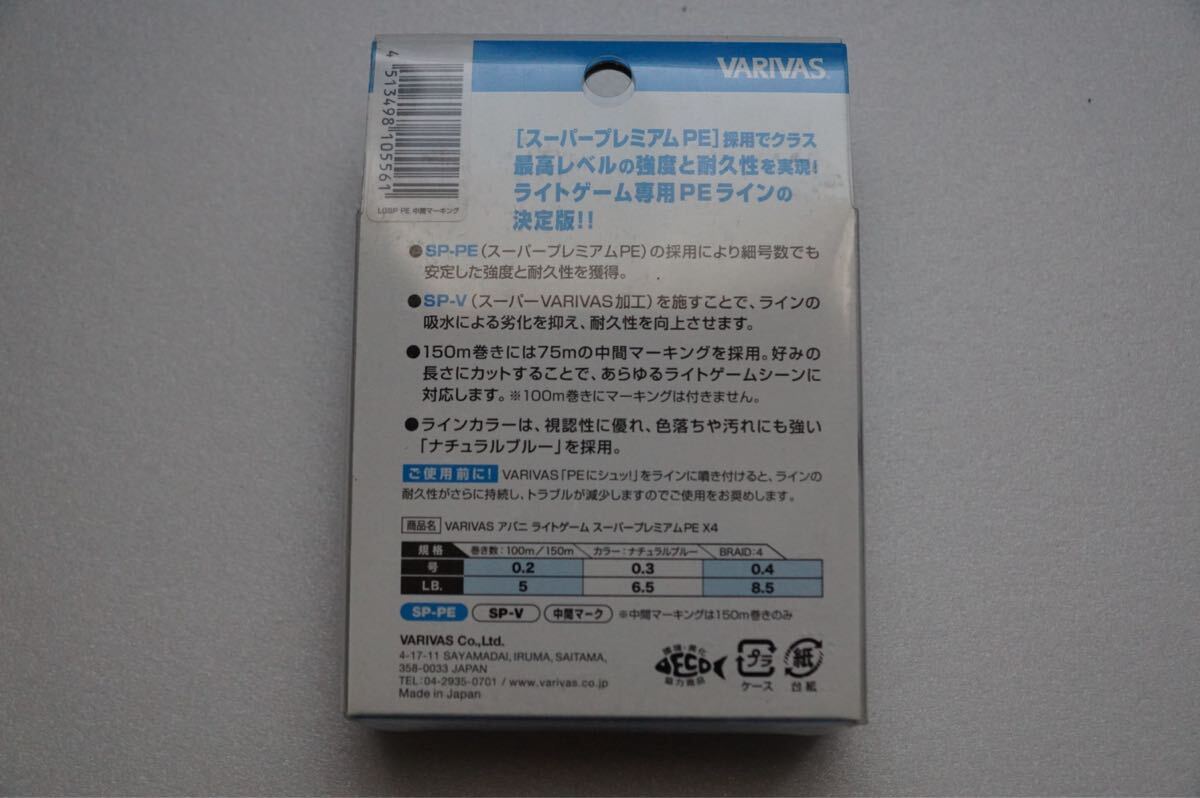 VARIVAS®
4 513498 105561
LGSP PE 中間マーキング
[スーパープレミアムPE]採用でクラス
最高レベルの強度と耐久性を実現!
ライトゲーム専用PEラインの
決定版!!
●SP-PE(スーパープレミアムPE)の採用により細号数でも
安定した強度と耐久性を獲得。
●SP-V(スーパーVARIVAS加工)を施すことで、ラインの
吸水による劣化を抑え、耐久性を向上させます。
●150m巻きには75mの中間マーキングを採用。好みの
長さにカットすることで、あらゆるライトゲームシーンに
対応します。※100m巻きにマーキングは付きません。
●ラインカラーは、視認性に優れ、色落ちや汚れにも強い
「ナチュラルブルー」を採用。
ご使用前に! VARIVAS「PEにシュッ!」をラインに噴き付けると、ラインの
耐久性がさらに持続し、トラブルが減少しますのでご使用をお奨めします。
商品名 VARIVAS アバニ ライトゲーム スーパープレミアムPE X4
規格 巻き数:100m/150m カラー:ナチュラルブルー BRAID:4
号 0.2 0.3 0.4
LB. 5 6.5 8.5
SP-PE SP-V 中間マーク ※中間マーキングは150m巻きのみ
VARIVAS Co.,Ltd.
4-17-11 SAYAMADAI, IRUMA, SAITAMA,
358-0033 JAPAN
TEL:04-2935-0701 / www.varivas.co.jp
Made in Japan
環境・美化
ECO
協力商品
プラ
ケース
紙
台紙